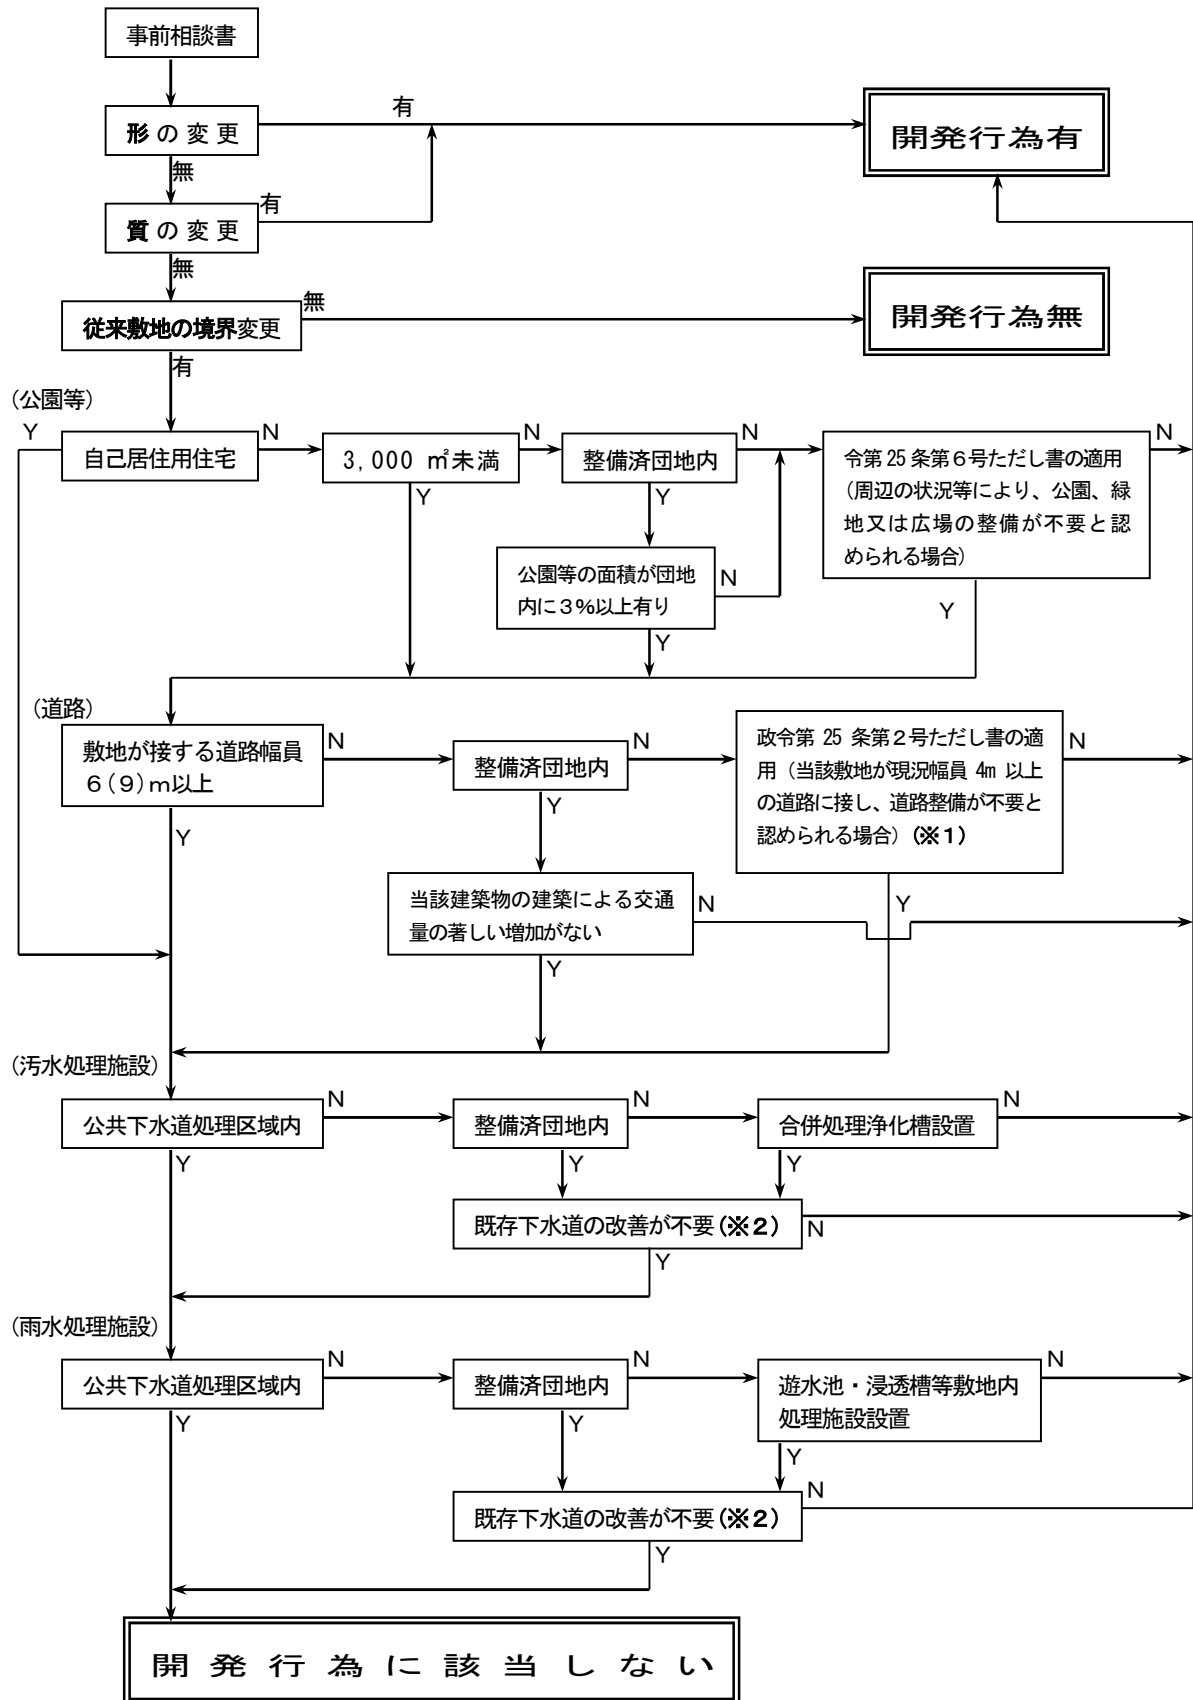 事前相談書
形の変更
有
開発行為有
無
質の変更
有
無
従来敷地の境界変更
無
開発行為無
有
(公園等)
Y
自己居住用住宅
N
3,000 ㎡未満
N
整備済団地内
N
令第25条第6号ただし書の適用
(周辺の状況等により、公園、緑
地又は広場の整備が不要と認
められる場合)
N
Y
Y
公園等の面積が団地
内に3%以上有り
N
Y
Y
(道路)
敷地が接する道路幅員
6(9)m以上
N
整備済団地内
N
政令第 25 条第2号ただし書の適
用(当該敷地が現況幅員 4m 以上
の道路に接し、道路整備が不要と
認められる場合)(※1)
N
Y
Y
当該建築物の建築による交通
量の著しい増加がない
N
Y
Y
(汚水処理施設)
公共下水道処理区域内
N
整備済団地内
N
合併処理浄化槽設置
N
Y
Y
Y
既存下水道の改善が不要(※2)
N
Y
(雨水処理施設)
公共下水道処理区域内
N
整備済団地内
N
遊水池・浸透槽等敷地内
処理施設設置
N
Y
Y
Y
既存下水道の改善が不要(※2)
N
Y
開発行為に該当しない